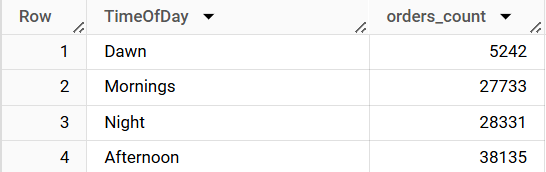 Row TimeOfDay orders_count
1 Dawn 5242
2 Mornings 27733
3 Night 28331
4 Afternoon 38135